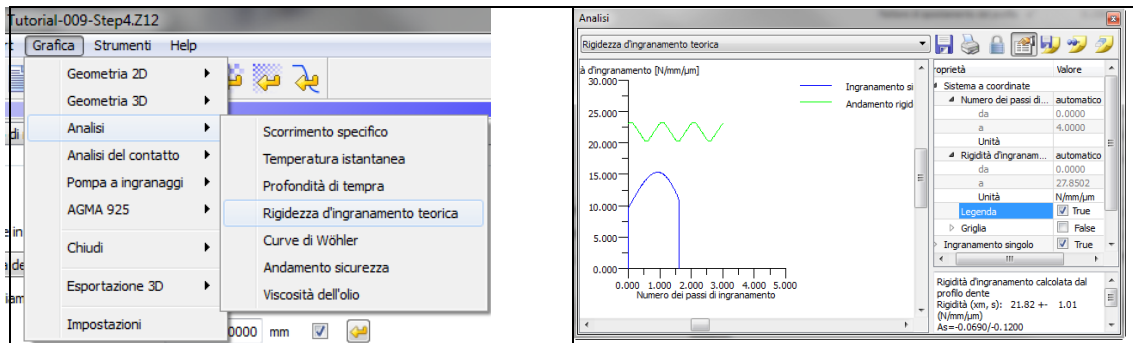 Tutorial-009-Step4.Z12
Grafica Strumenti Help
Geometria 2D
Geometria 3D
Analisi
Analisi del contatto
Pompa a ingranaggi
AGMA 925
Chiudi
Esportazione 3D
Impostazioni
Scorrimento specifico
Temperatura istantanea
Profondità di tempra
Rigidezza d'ingranamento teorica
Curve di Wöhler
Andamento sicurezza
Viscosità dell'olio
0000 mm
Analisi
Rigidezza d'ingranamento teorica
à d'ingranamento [N/mm/µm]
30.000
25.000
20.000
15.000
10.000
5.000
0.000
0.000 1.000 2.000 3.000 4.000 5.000
Numero dei passi di ingranamento
Ingranamento si
Andamento rigid
roprietà Valore
Sistema a coordinate
Numero dei passi di... automatico
da 0.0000
a 4.0000
Unità
Rigidità d'ingranam... automatico
da 0.0000
a 27.8502
Unità N/mm/µm
Legenda True
Griglia False
Ingranamento singolo True
Rigidità d'ingranamento calcolata dal
profilo dente
Rigidità (xm, s): 21.82 +- 1.01
(N/mm/µm)
As=-0.0690/-0.1200